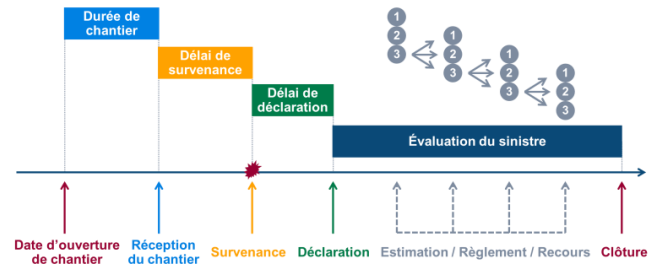 Durée de
chantier
Délai de
survenance
Délai de
déclaration
1
2
3
1
2
3
1
2
3
1
2
3
Évaluation du sinistre
Date d'ouverture
de chantier
Réception
du chantier
Survenance
Déclaration
Estimation / Règlement / Recours
Clôture